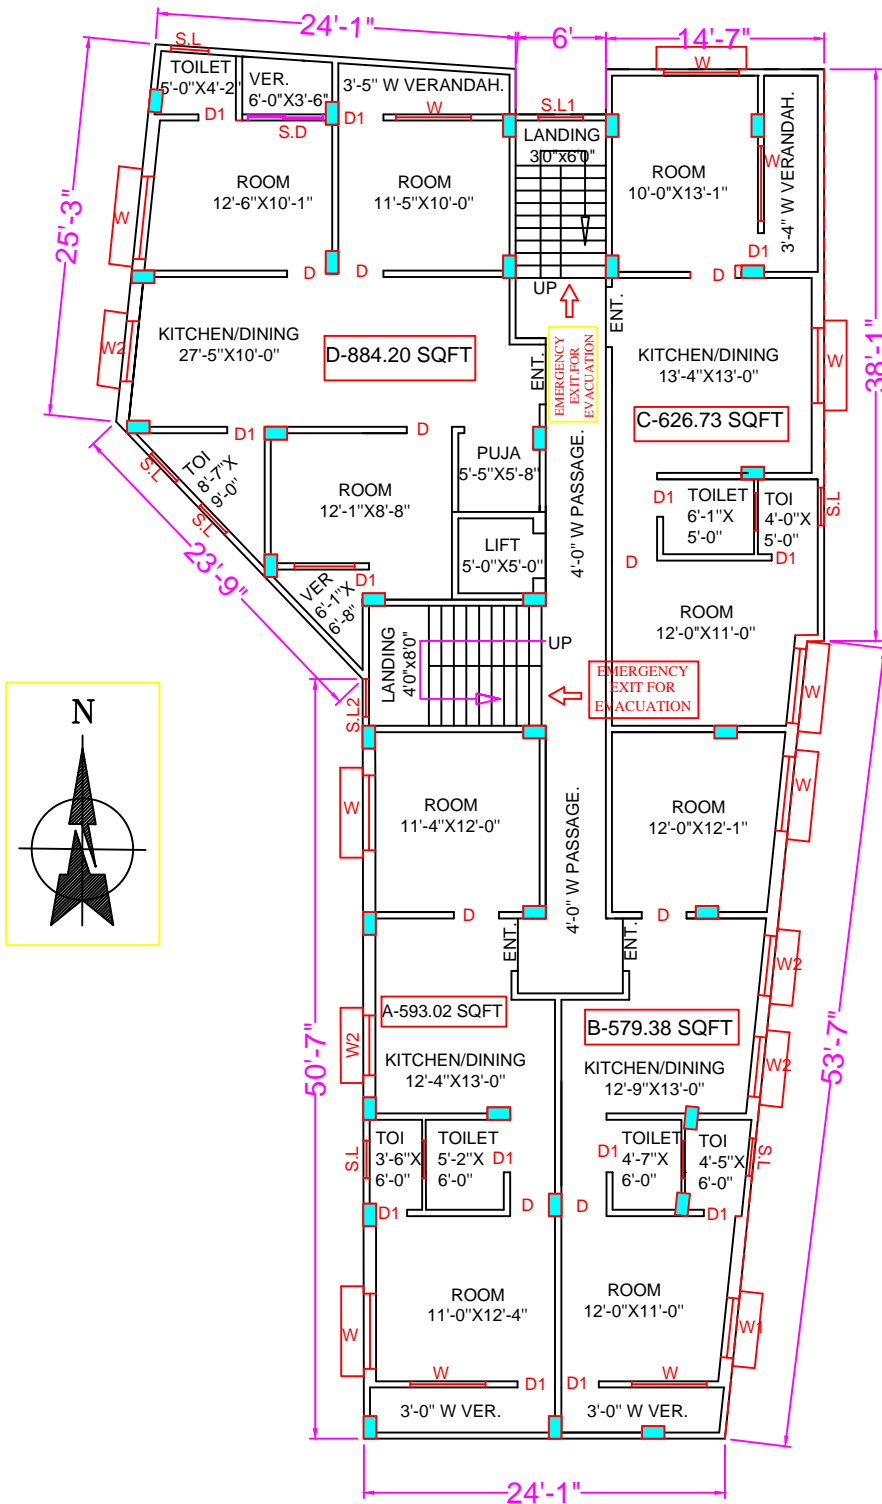 24'-1"
6'
14'-7"
S.L
W
TOILET
5'-0"X4'-2"
VER.
6'-0"X3'-6"
3'-5" W VERANDAH.
D1
S.D
D1
W
S.L1
LANDING
3'0"x6'0"
ROOM
12'-6"X10'-1"
ROOM
11'-5"X10'-0"
ROOM
10'-0"X13'-1"
W
3'-4" W VERANDAH.
D1
W
25'-3"
D
D
D
UP
ENT.
W2
KITCHEN/DINING
27'-5"X10'-0"
D-884.20 SQFT
ENT.
EMERGENCY
EXIT FOR
EVACUATION
KITCHEN/DINING
13'-4"X13'-0"
W
38'-1"
C-626.73 SQFT
D1
D
S.L
TOI
8'-7"X
9'-0"
S.L
PUJA
5'-5"X5'-8"
ROOM
12'-1"X8'-8"
4'-0" W PASSAGE.
D1
TOILET
6'-1"X
5'-0"
TOI
4'-0"X
5'-0"
S.L
LIFT
5'-0"X5'-0"
D
D1
23'-9"
VER
6'-1"X
6'-8"
D1
ROOM
12'-0"X11'-0"
LANDING
4'0"x8'0"
UP
EMERGENCY
EXIT FOR
EVACUATION
W
S.L2
N
W
ROOM
11'-4"X12'-0"
4'-0" W PASSAGE.
ROOM
12'-0"X12'-1"
W
D
D
ENT.
ENT.
W2
A-593.02 SQFT
B-579.38 SQFT
W2
KITCHEN/DINING
12'-4"X13'-0"
KITCHEN/DINING
12'-9"X13'-0"
W2
50'-7"
53'-7"
S.L
TOI
3'-6"X
6'-0"
TOILET
5'-2"X
6'-0"
D1
D1
TOILET
4'-7"X
6'-0"
TOI
4'-5"X
6'-0"
S.L
D1
D
D
D1
W
ROOM
11'-0"X12'-4"
ROOM
12'-0"X11'-0"
W1
W
D1
D1
W
3'-0" W VER.
3'-0" W VER.
24'-1"